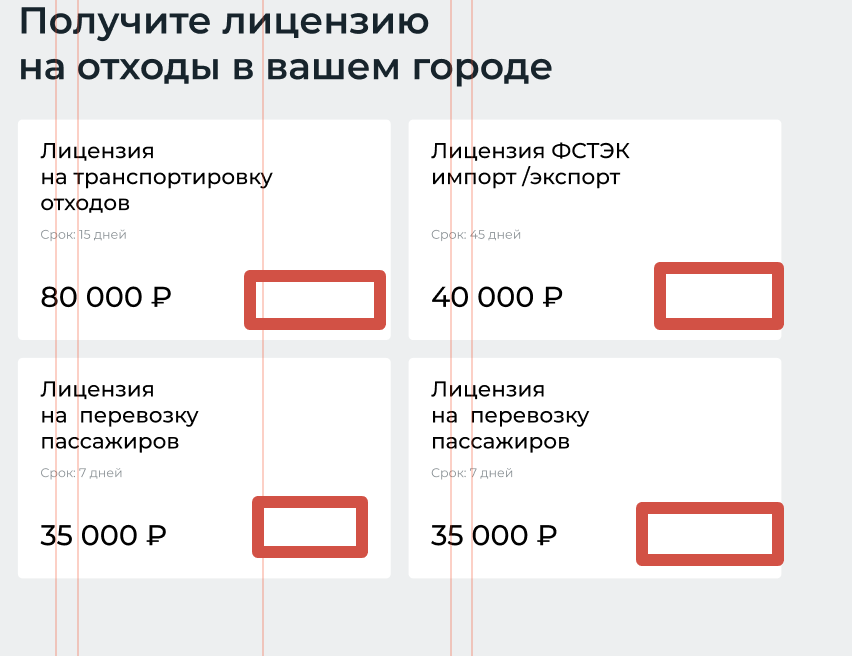 Получите лицензию
на отходы в вашем городе
Лицензия
на транспортировку
отходов
Срок: 15 дней
80 000 ₽
Лицензия ФСТЭК
импорт /экспорт
Срок: 45 дней
40 000 ₽
Лицензия
на  перевозку
пассажиров
Срок: 7 дней
35 000 ₽
Лицензия
на  перевозку
пассажиров
Срок: 7 дней
35 000 ₽